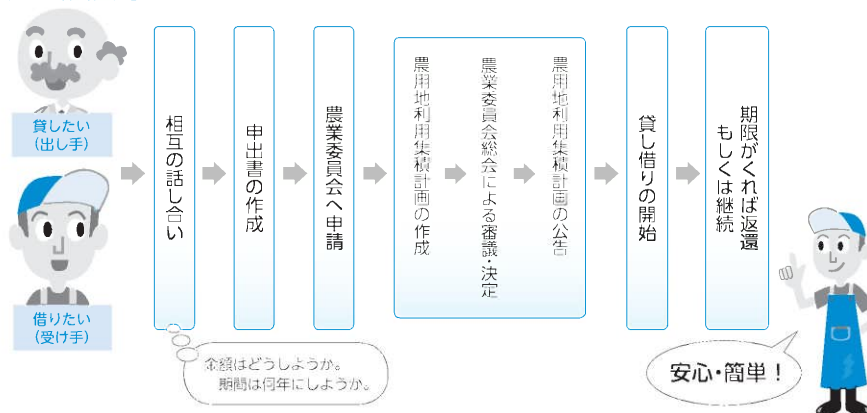 貸したい
(出し手)
借りたい
(受け手)
相互の話し合い
申出書の作成
農業委員会へ申請
農用地利用集積計画の作成
農業委員会総会による審議・決定
農用地利用集積計画の公告
貸し借りの開始
期限がくれば返還
もしくは継続
金額はどうしようか。
期間は何年にしようか。
安心・簡単！